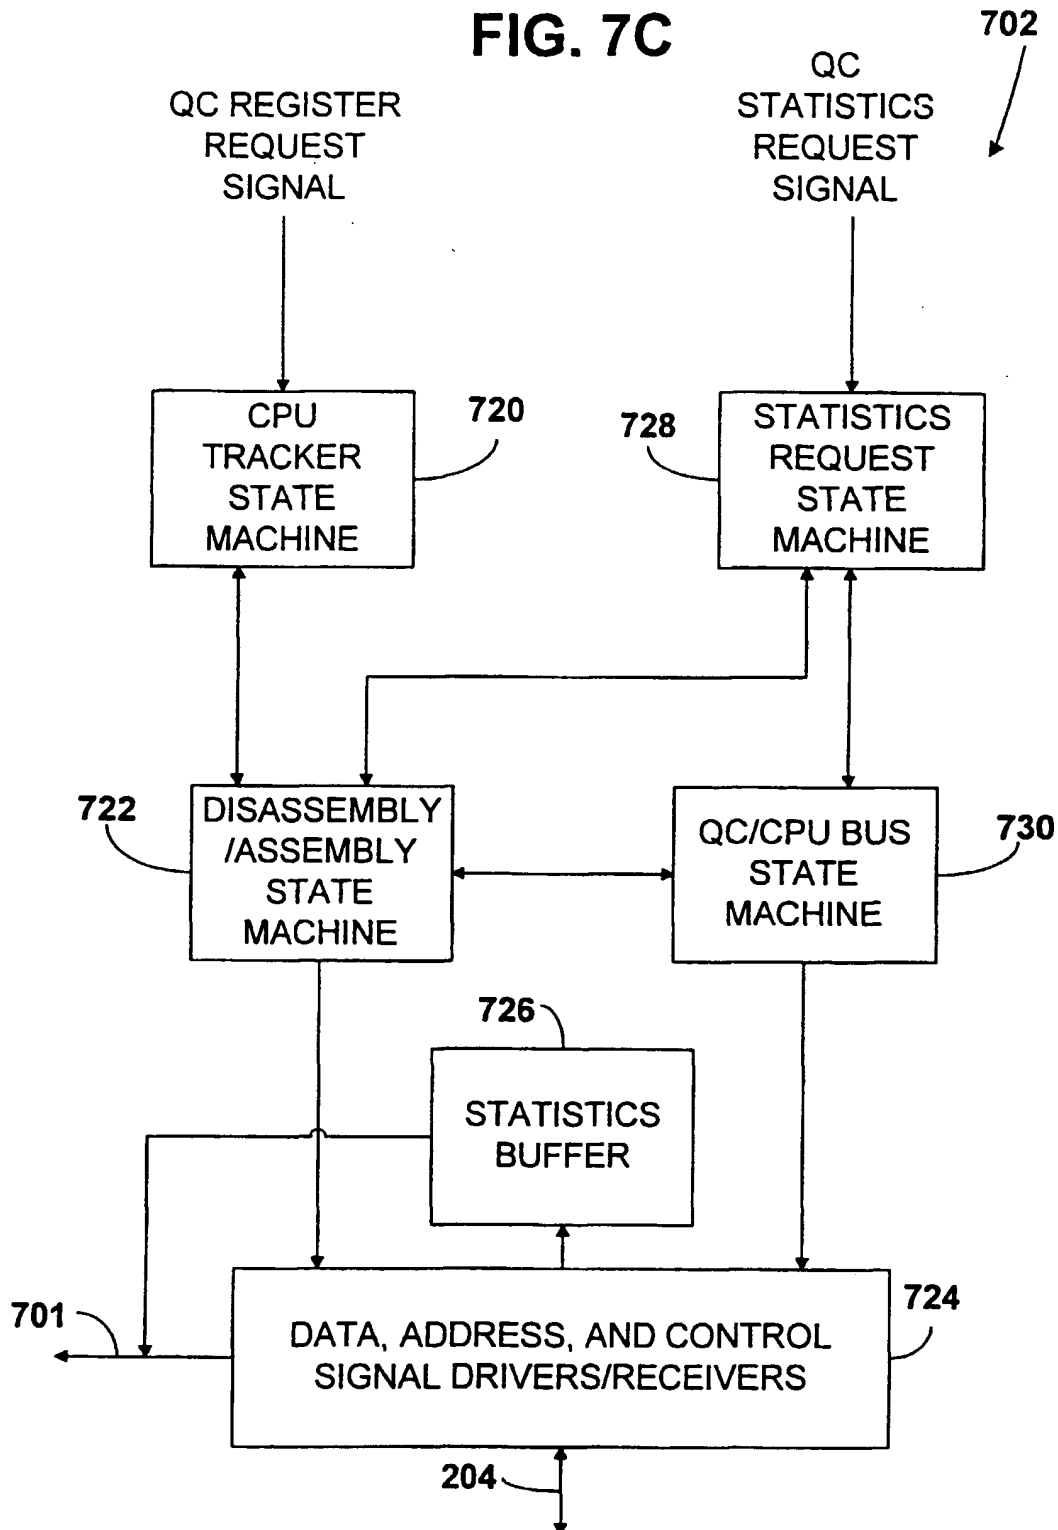 FIG. 7C
702
QC REGISTER
REQUEST
SIGNAL
QC
STATISTICS
REQUEST
SIGNAL
CPU
TRACKER
STATE
MACHINE
720
728
STATISTICS
REQUEST
STATE
MACHINE
722
DISASSEMBLY
/ASSEMBLY
STATE
MACHINE
QC/CPU BUS
STATE
MACHINE
730
726
STATISTICS
BUFFER
701
DATA, ADDRESS, AND CONTROL
SIGNAL DRIVERS/RECEIVERS
724
204